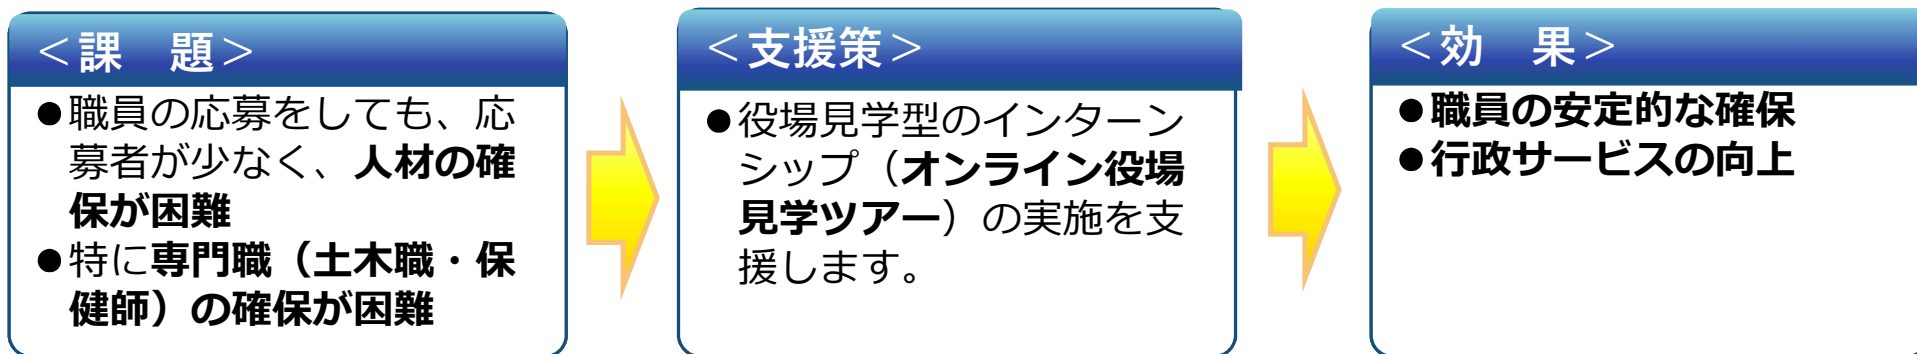 ＜課　題＞
●職員の応募をしても、応
募者が少なく、人材の確
保が困難
●特に専門職（土木職・保
健師）の確保が困難
＜支援策＞
●役場見学型のインターン
シップ（オンライン役場
見学ツアー）の実施を支
援します。
＜効　果＞
●職員の安定的な確保
●行政サービスの向上